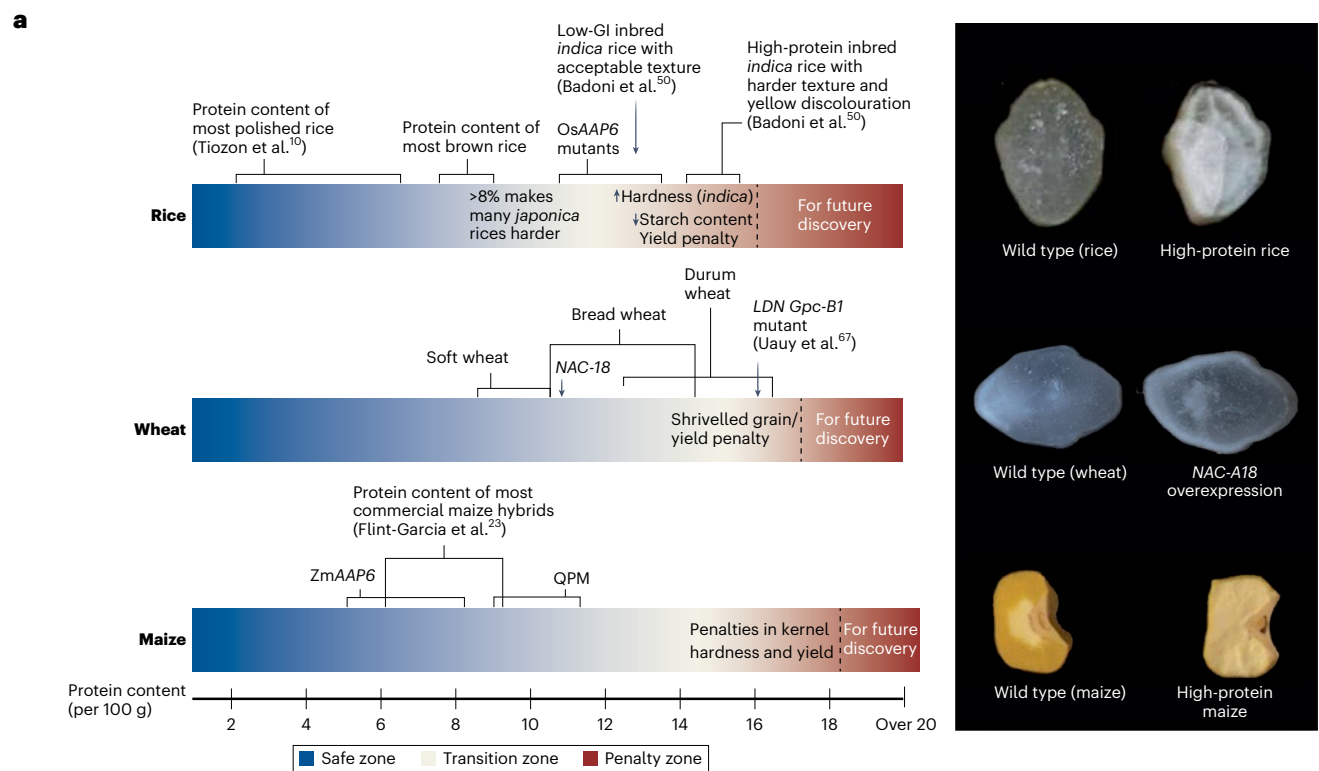 a
Low-GI inbred
indica rice with
acceptable texture
(Badoni et al.50)
High-protein inbred
indica rice with
harder texture and
yellow discolouration
(Badoni et al.50)
Protein content of
most polished rice
(Tiozon et al.10)
Protein content of
most brown rice
OsAAP6
mutants
Rice
>8% makes
many japonica
rices harder
↑Hardness (indica)
↓Starch content
Yield penalty
For future
discovery
Durum
wheat
Bread wheat
LDN Gpc-B1
mutant
(Uauy et al.67)
Soft wheat
NAC-18
Wheat
Shrivelled grain/
yield penalty
For future
discovery
Protein content of most
commercial maize hybrids
(Flint-Garcia et al.23)
ZmAAP6
QPM
Maize
Penalties in kernel
hardness and yield
For future
discovery
Protein content
(per 100 g)
2 4 6 8 10 12 14 16 18 Over 20
Safe zone Transition zone Penalty zone
Wild type (rice) High-protein rice
Wild type (wheat) NAC-A18
overexpression
Wild type (maize) High-protein
maize